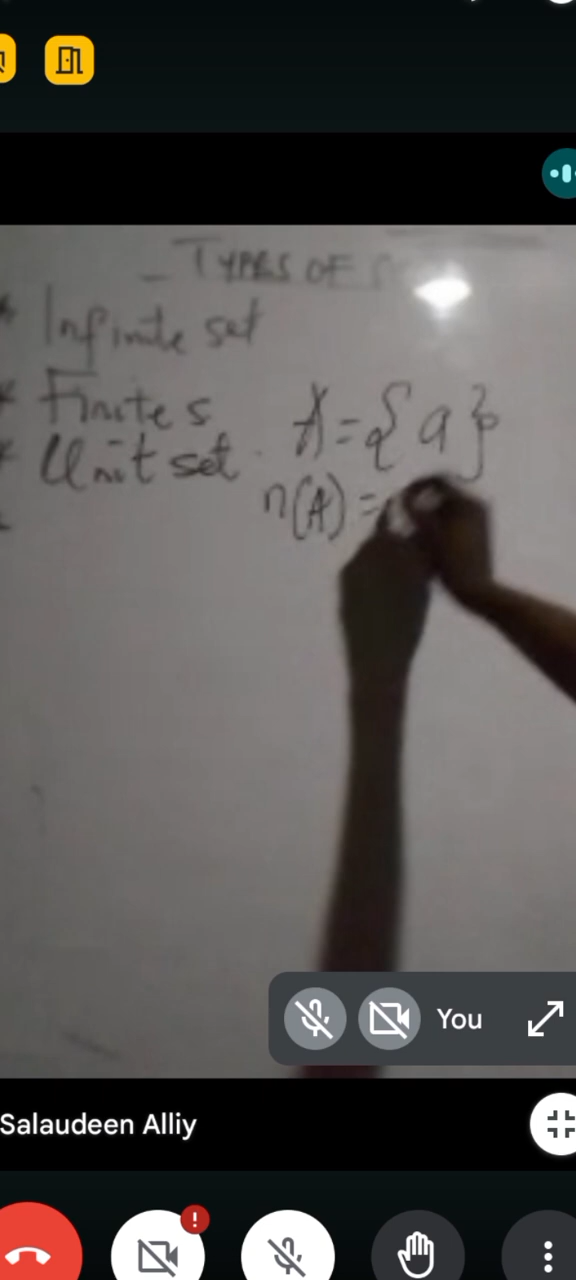 TYPES OF
* Infinite set
* Finite s
* Unit set. A = {a}
n(A) =
You
Salaudeen Alliy
!